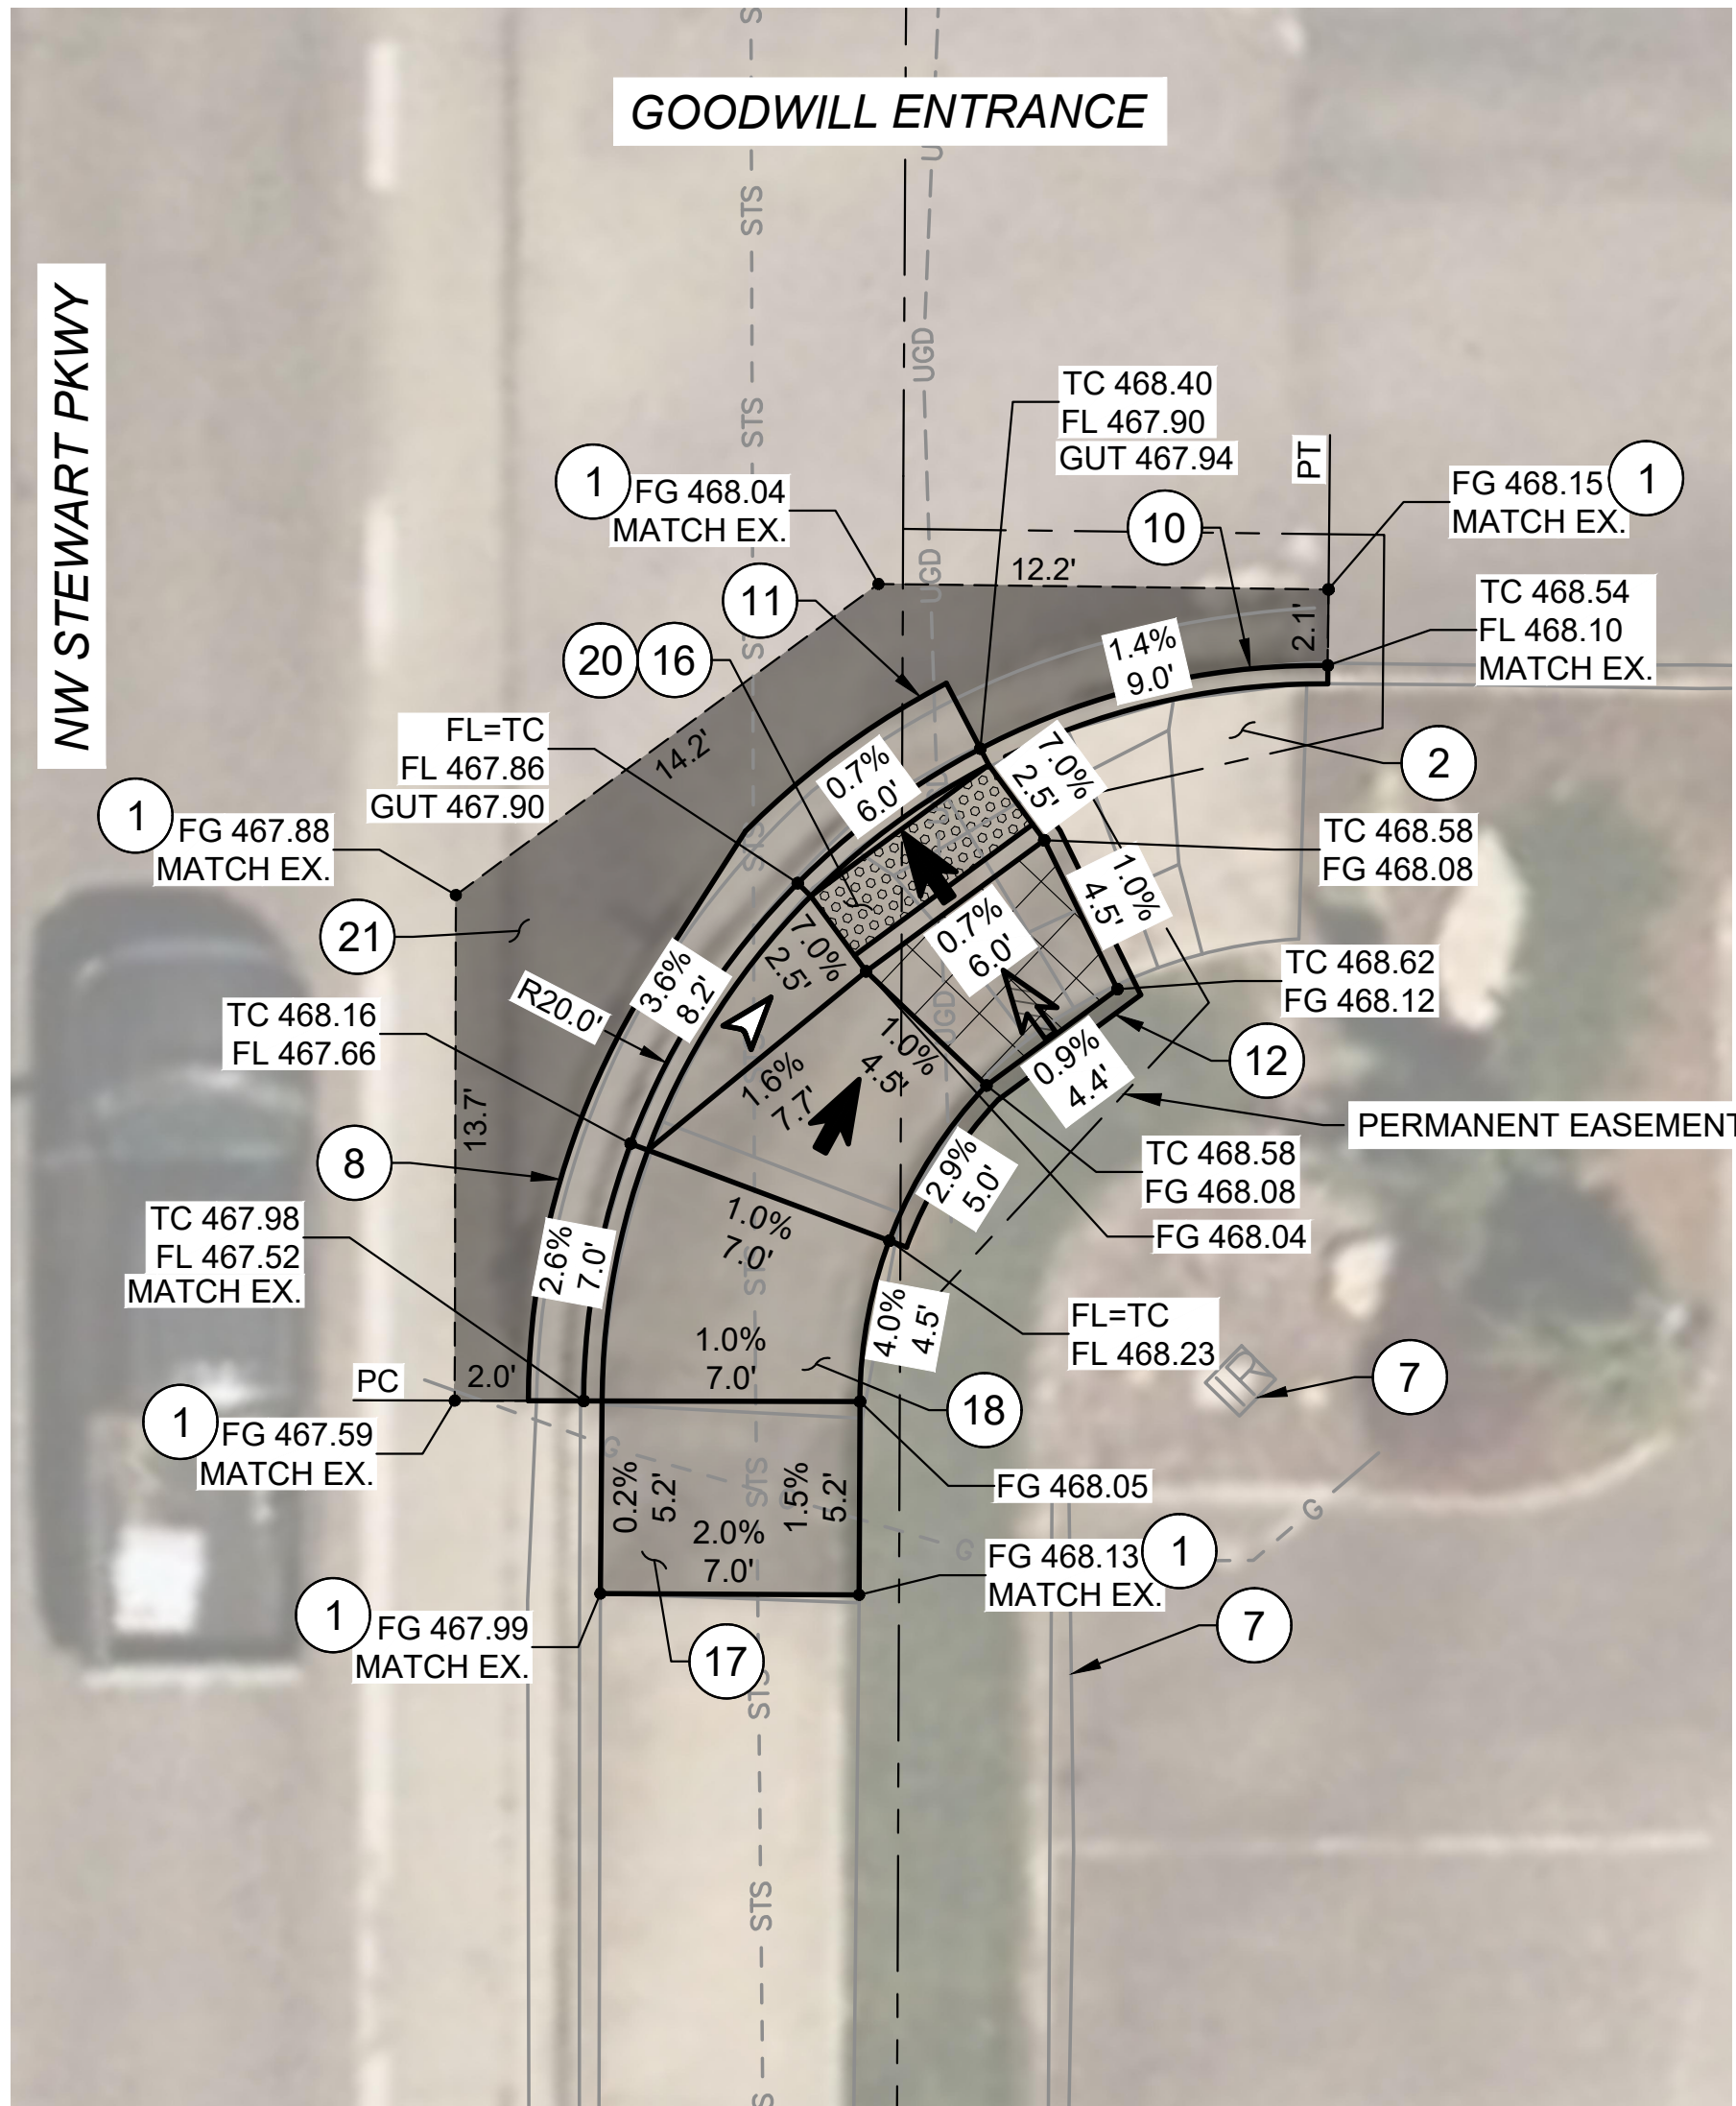 GOODWILL ENTRANCE
NW STEWART PKWY
S
STS
STS
STS
U
UGD
UGD
TC 468.40
FL 467.90
GUT 467.94
PT
1
FG 468.04
MATCH EX.
10
FG 468.15
MATCH EX.
1
12.2'
11
TC 468.54
FL 468.10
MATCH EX.
2.1'
1.4%
9.0'
20
16
FL=TC
FL 467.86
GUT 467.90
14.2'
0.7%
6.0'
7.0%
2.5'
2
1
FG 467.88
MATCH EX.
TC 468.58
FG 468.08
21
1.0%
4.5'
0.7%
6.0'
7.0%
2.5'
3.6%
8.2'
R20.0'
TC 468.62
FG 468.12
TC 468.16
FL 467.66
UGD
1.0%
4.5'
1.6%
7.7'
0.9%
4.4'
12
PERMANENT EASEMENT
13.7'
8
TC 468.58
FG 468.08
2.9%
5.0'
FG 468.04
TC 467.98
FL 467.52
MATCH EX.
2.6%
7.0'
1.0%
7.0'
4.0%
4.5'
FL=TC
FL 468.23
1.0%
7.0'
18
7
PC
2.0'
1
FG 467.59
MATCH EX.
G
STS
FG 468.05
0.2%
5.2'
1.5%
5.2'
2.0%
7.0'
G
G
FG 468.13
MATCH EX.
1
1
FG 467.99
MATCH EX.
17
7
STS
STS
S